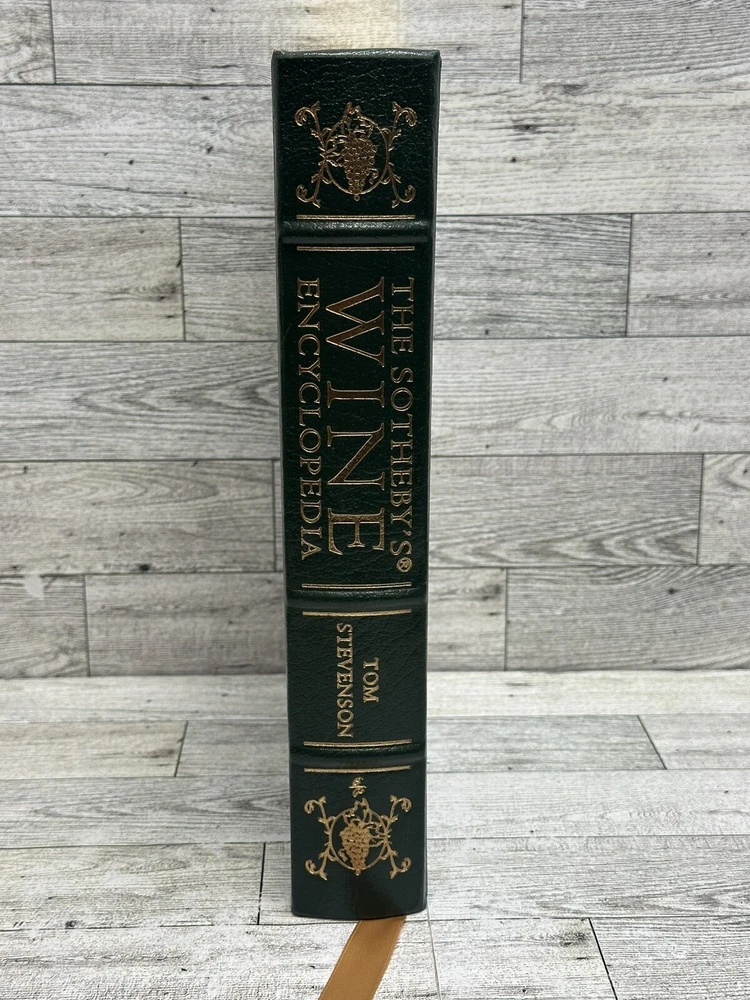 THE SOTHEBY'S®
WINE
ENCYCLOPEDIA
TOM
STEVENSON